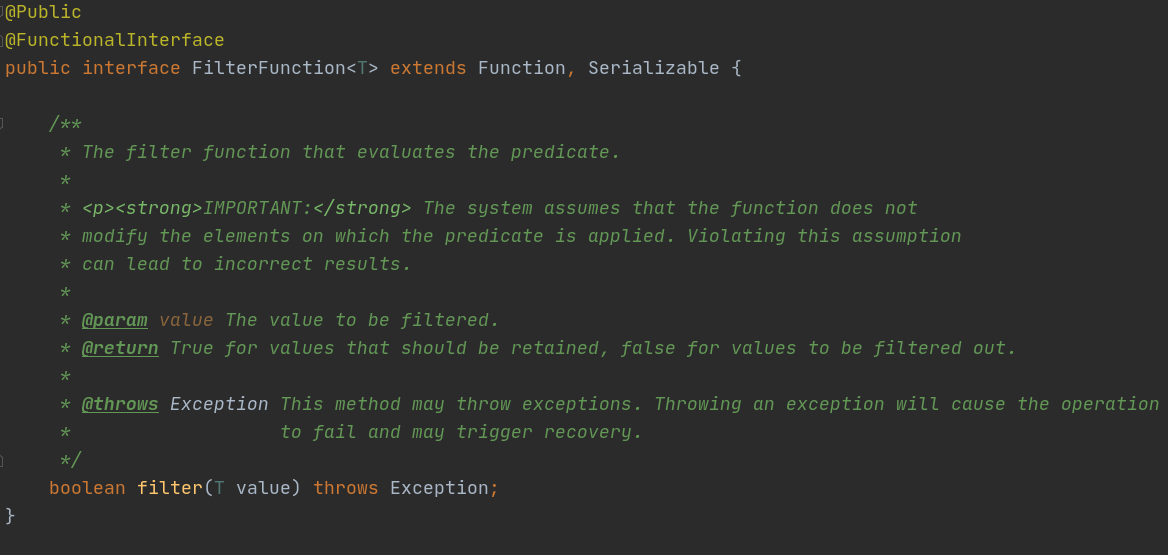 @Public
@FunctionalInterface
public interface FilterFunction<T> extends Function, Serializable {
/**
* The filter function that evaluates the predicate.
*
* <p><strong>IMPORTANT:</strong> The system assumes that the function does not
* modify the elements on which the predicate is applied. Violating this assumption
* can lead to incorrect results.
*
* @param value The value to be filtered.
* @return True for values that should be retained, false for values to be filtered out.
*
* @throws Exception This method may throw exceptions. Throwing an exception will cause the operation
* to fail and may trigger recovery.
*/
boolean filter(T value) throws Exception;
}